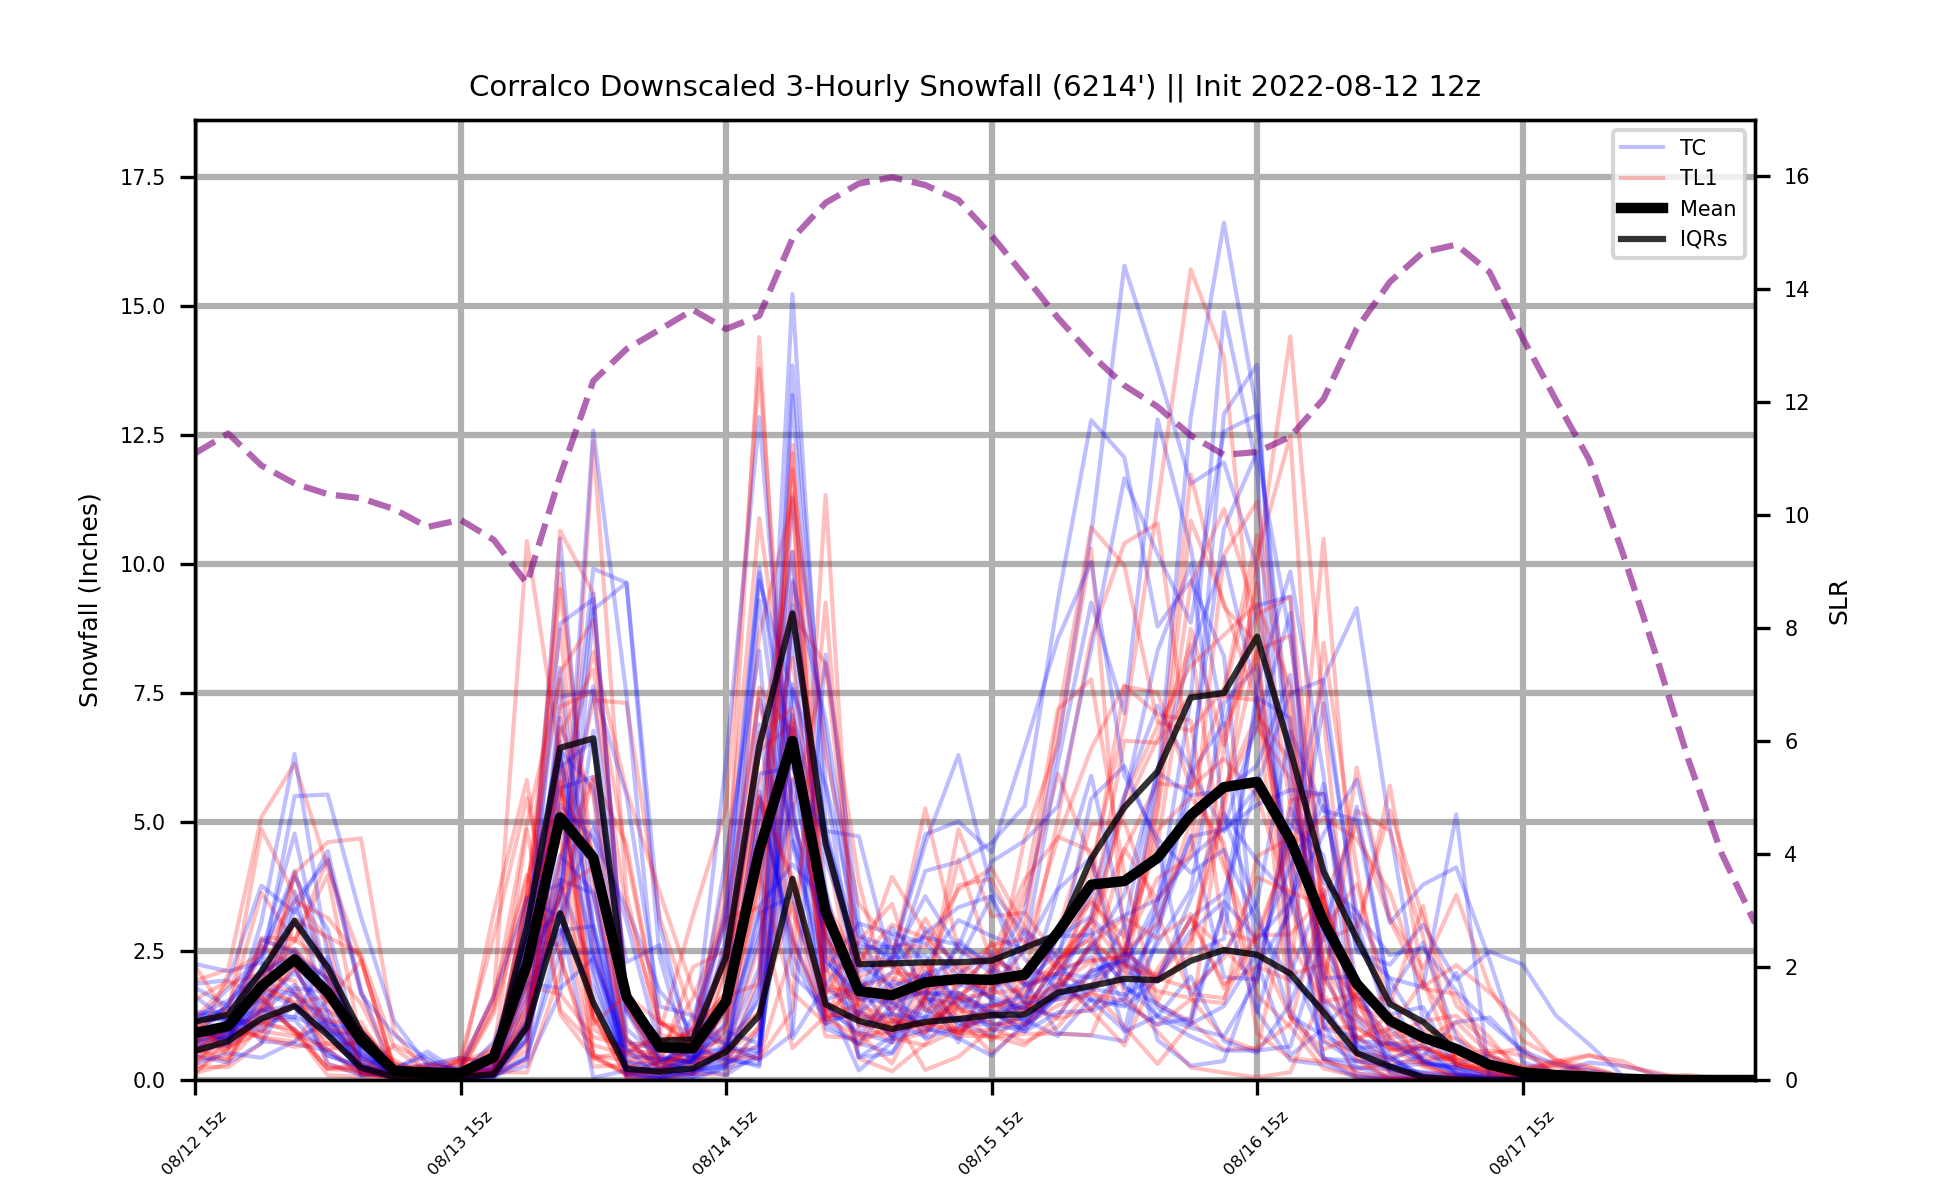 Corralco Downscaled 3-Hourly Snowfall (6214') || Init 2022-08-12 12z
TC
TL1
Mean
IQRs
Snowfall (Inches)
17.5
15.0
12.5
10.0
7.5
5.0
2.5
0.0
16
14
12
10
8
6
4
2
0
SLR
08/12 15z
08/13 15z
08/14 15z
08/15 15z
08/16 15z
08/17 15z